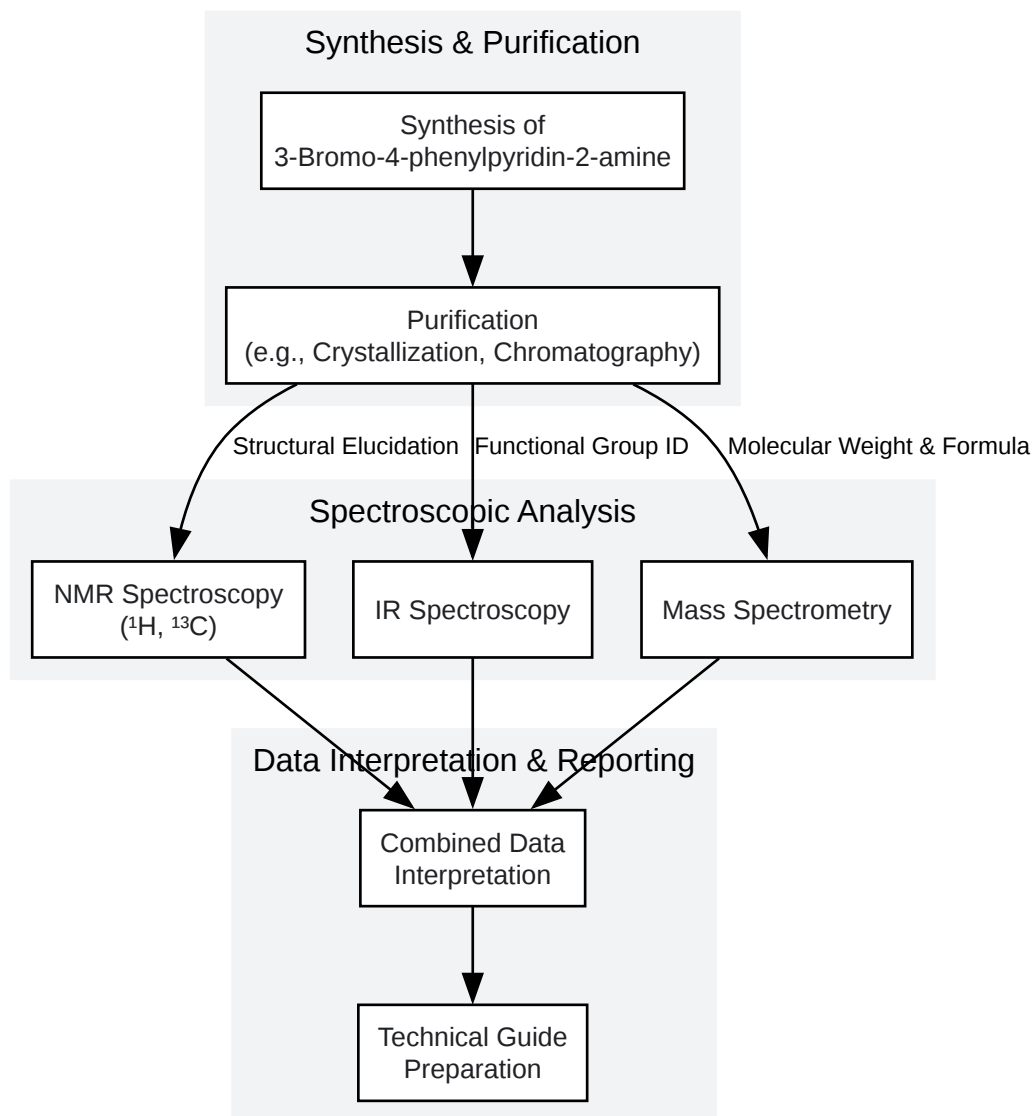 Synthesis & Purification
Synthesis of
3-Bromo-4-phenylpyridin-2-amine
Purification
(e.g., Crystallization, Chromatography)
Structural Elucidation
Functional Group ID
Molecular Weight & Formula
Spectroscopic Analysis
NMR Spectroscopy
(¹H, ¹³C)
IR Spectroscopy
Mass Spectrometry
Data Interpretation & Reporting
Combined Data
Interpretation
Technical Guide
Preparation